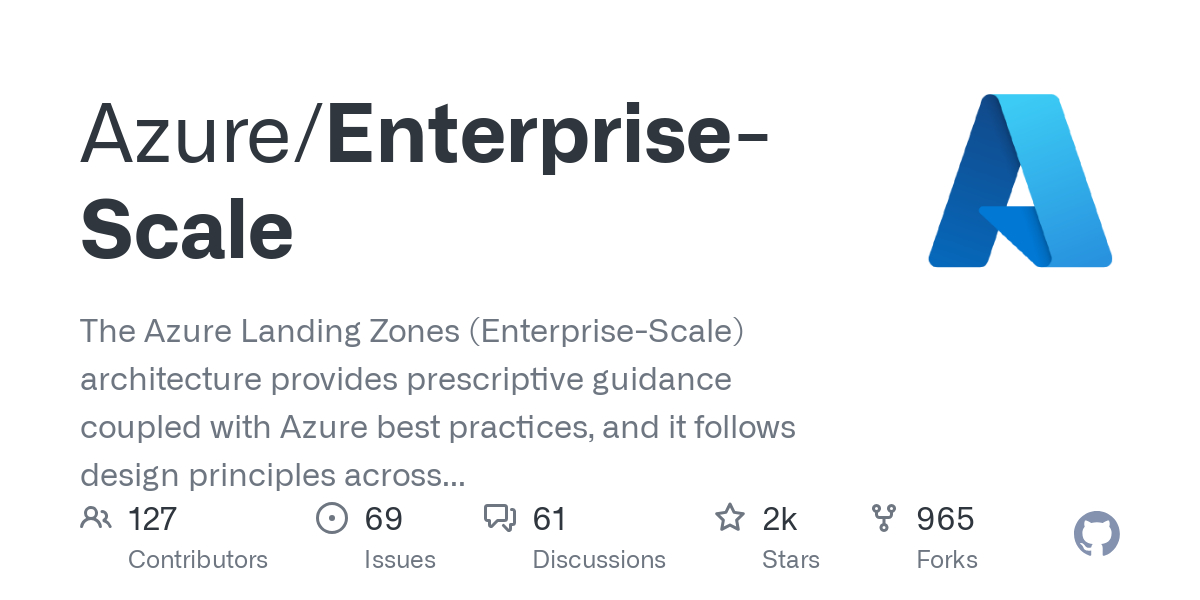 Azure/Enterprise-
Scale
The Azure Landing Zones (Enterprise-Scale)
architecture provides prescriptive guidance
coupled with Azure best practices, and it follows
design principles across...
127 69 61 2k 965
Contributors Issues Discussions Stars Forks